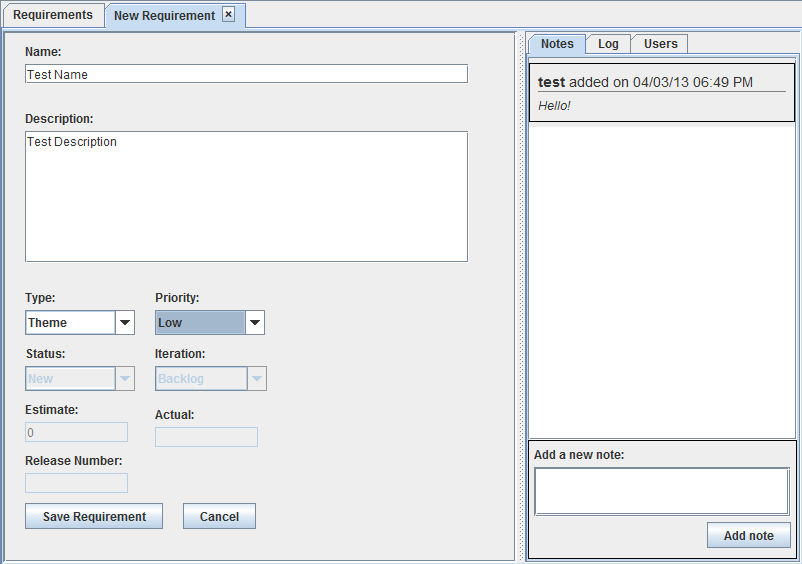 Requirements New Requirement
Name:
Test Name
Description:
Test Description
Type: Priority:
Theme Low
Status: Iteration:
New Backlog
Estimate: Actual:
0
Release Number:
Save Requirement Cancel
Notes Log Users
test added on 04/03/13 06:49 PM
Hello!
Add a new note:
Add note